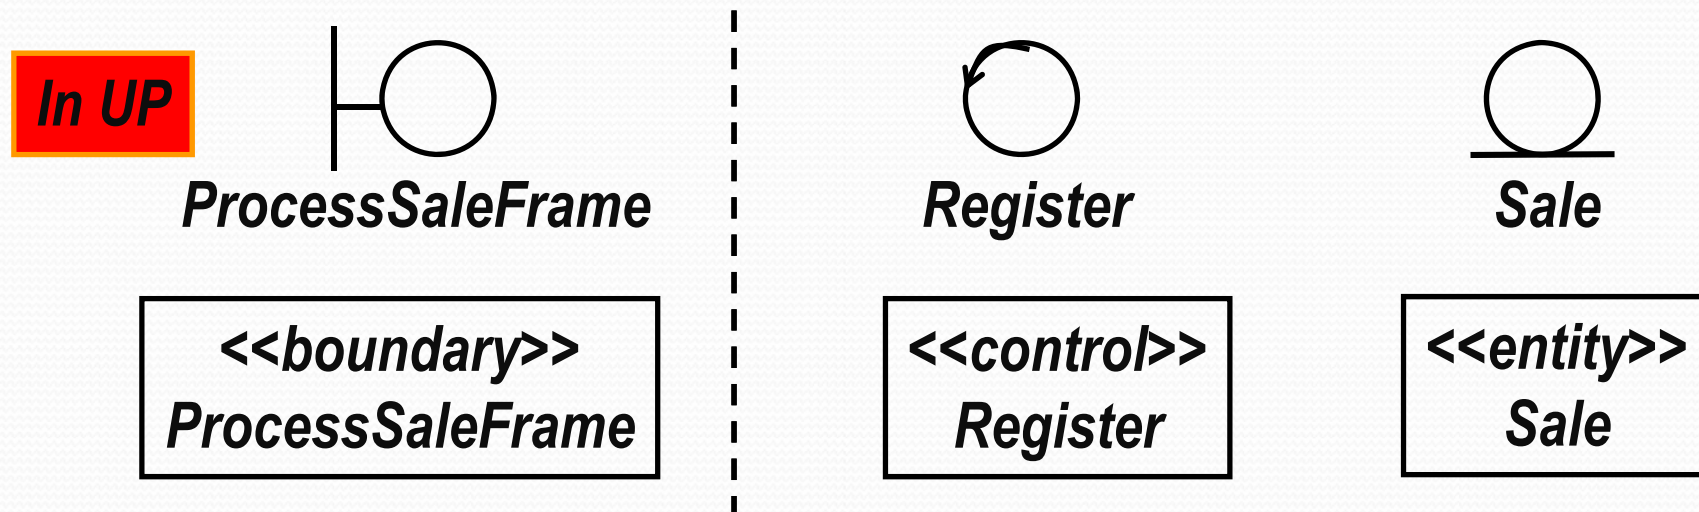 In UP
ProcessSaleFrame
Register
Sale
<<boundary>>
ProcessSaleFrame
<<control>>
Register
<<entity>>
Sale